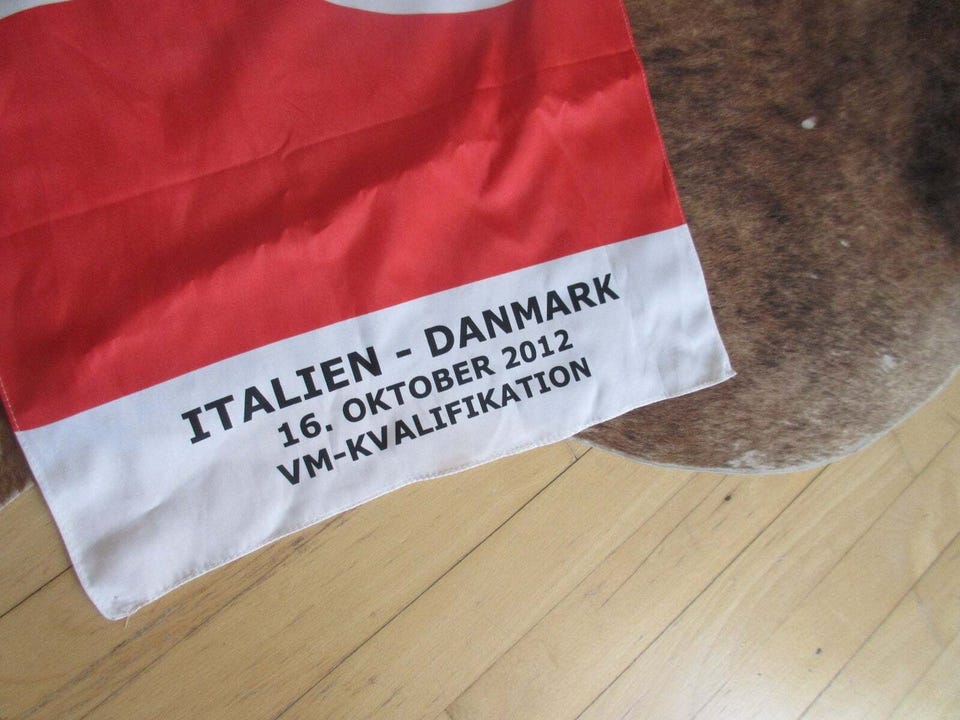 ITALIEN - DANMARK
16. OKTOBER 2012
VM-KVALIFIKATION